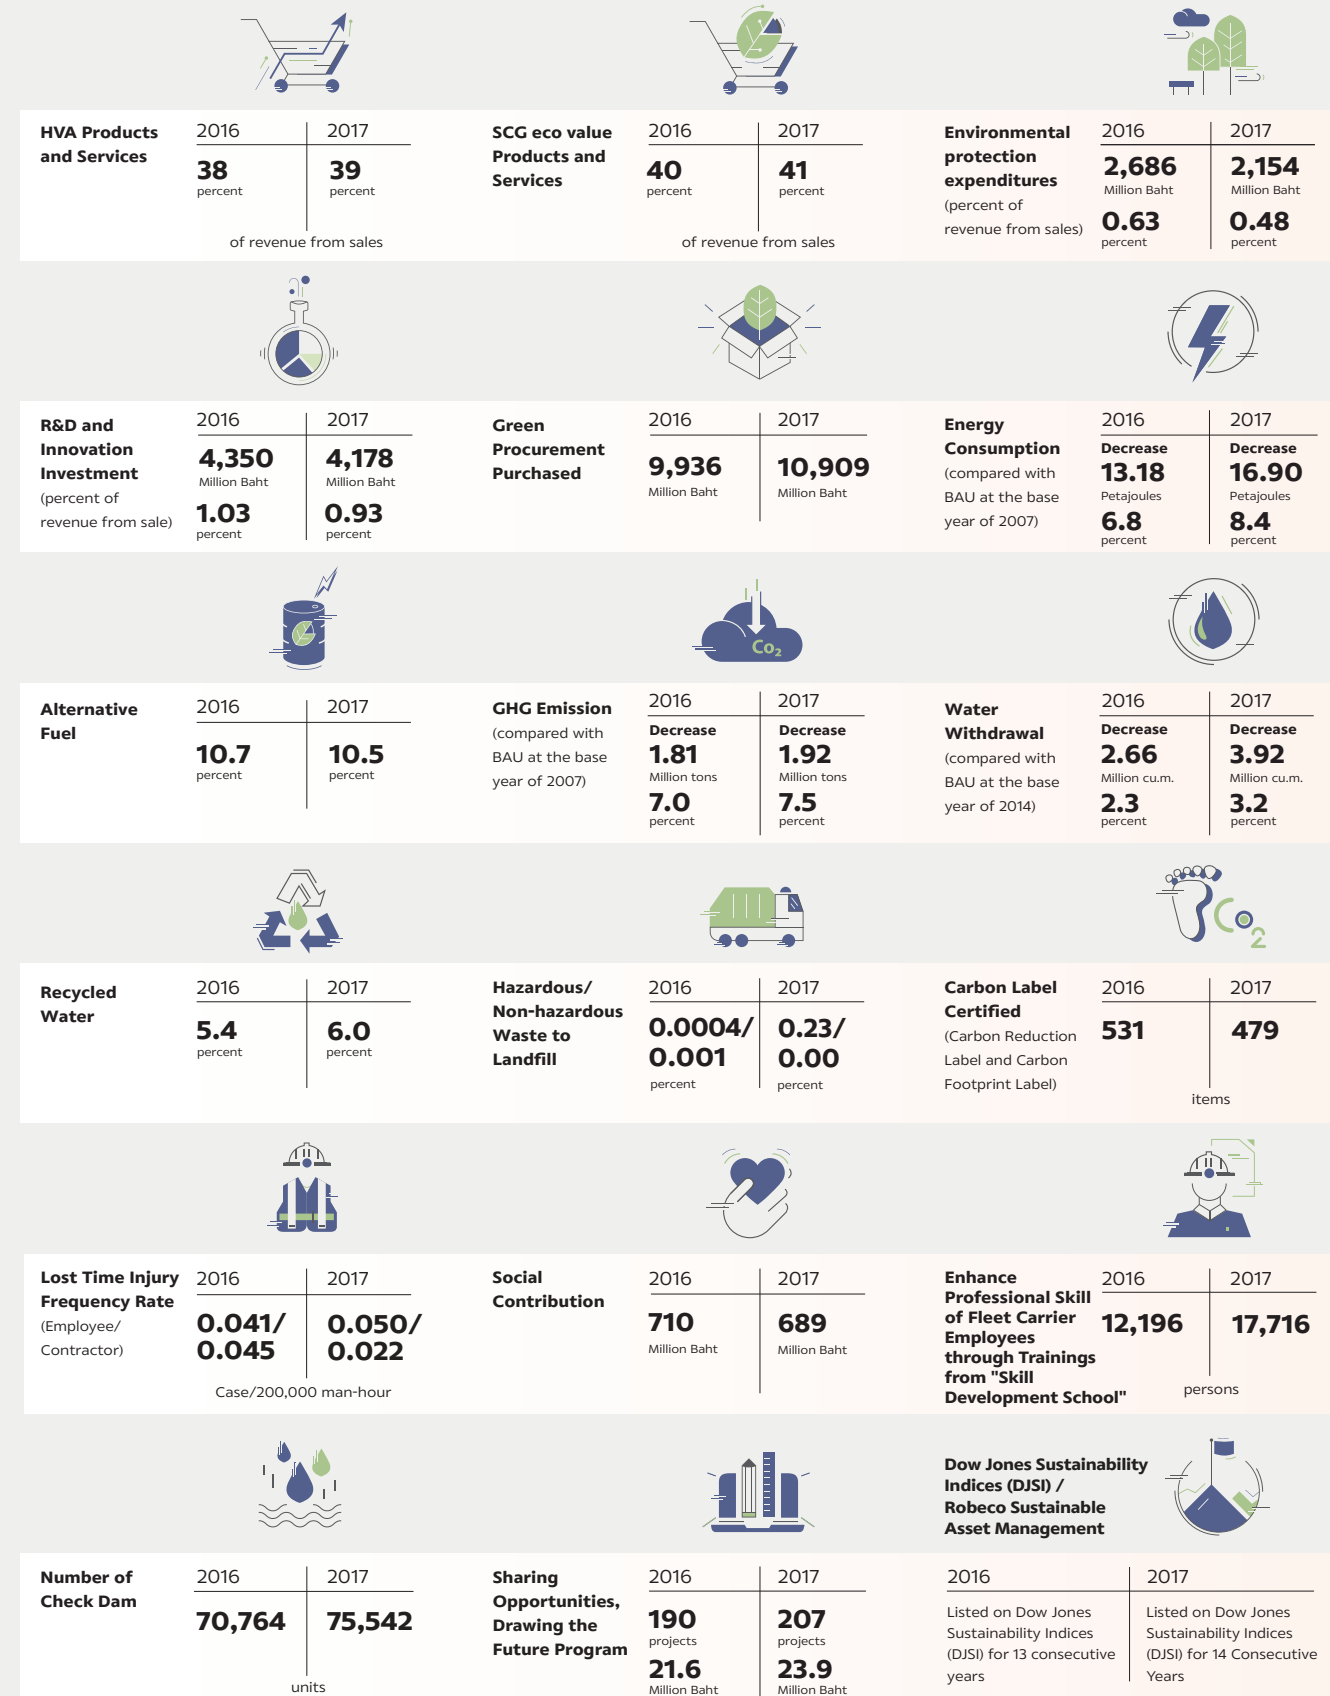 HVA Products
and Services
2016
2017
38
percent
39
percent
of revenue from sales
SCG eco value
Products and
Services
2016
2017
40
percent
41
percent
of revenue from sales
Environmental
protection
expenditures
(percent of
revenue from sales)
2016
2017
2,686
Million Baht
0.63
percent
2,154
Million Baht
0.48
percent
R&D and
Innovation
Investment
(percent of
revenue from sale)
2016
2017
4,350
Million Baht
1.03
percent
4,178
Million Baht
0.93
percent
Green
Procurement
Purchased
2016
2017
9,936
Million Baht
10,909
Million Baht
Energy
Consumption
(compared with
BAU at the base
year of 2007)
2016
2017
Decrease
13.18
Petajoules
6.8
percent
Decrease
16.90
Petajoules
8.4
percent
Co2
Alternative
Fuel
2016
2017
10.7
percent
10.5
percent
GHG Emission
(compared with
BAU at the base
year of 2007)
2016
2017
Decrease
1.81
Million tons
7.0
percent
Decrease
1.92
Million tons
7.5
percent
Water
Withdrawal
(compared with
BAU at the base
year of 2014)
2016
2017
Decrease
2.66
Million cu.m.
2.3
percent
Decrease
3.92
Million cu.m.
3.2
percent
CO2
Recycled
Water
2016
2017
5.4
percent
6.0
percent
Hazardous/
Non-hazardous
Waste to
Landfill
2016
2017
0.0004/
0.001
percent
0.23/
0.00
percent
Carbon Label
Certified
(Carbon Reduction
Label and Carbon
Footprint Label)
2016
2017
531
479
items
Lost Time Injury
Frequency Rate
(Employee/
Contractor)
2016
2017
0.041/
0.045
0.050/
0.022
Case/200,000 man-hour
Social
Contribution
2016
2017
710
Million Baht
689
Million Baht
Enhance
Professional Skill
of Fleet Carrier
Employees
through Trainings
from "Skill
Development School"
2016
2017
12,196
17,716
persons
Number of
Check Dam
2016
2017
70,764
75,542
units
Sharing
Opportunities,
Drawing the
Future Program
2016
2017
190
projects
21.6
Million Baht
207
projects
23.9
Million Baht
Dow Jones Sustainability
Indices (DJSI) /
Robeco Sustainable
Asset Management
2016
2017
Listed on Dow Jones
Sustainability Indices
(DJSI) for 13 consecutive
years
Listed on Dow Jones
Sustainability Indices
(DJSI) for 14 Consecutive
Years